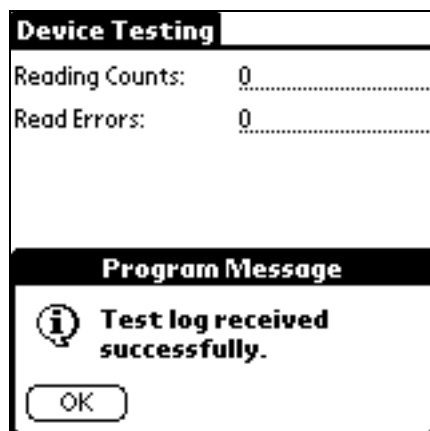 Device Testing
Reading Counts: 0
Read Errors: 0
Program Message
Test log received
successfully.
OK